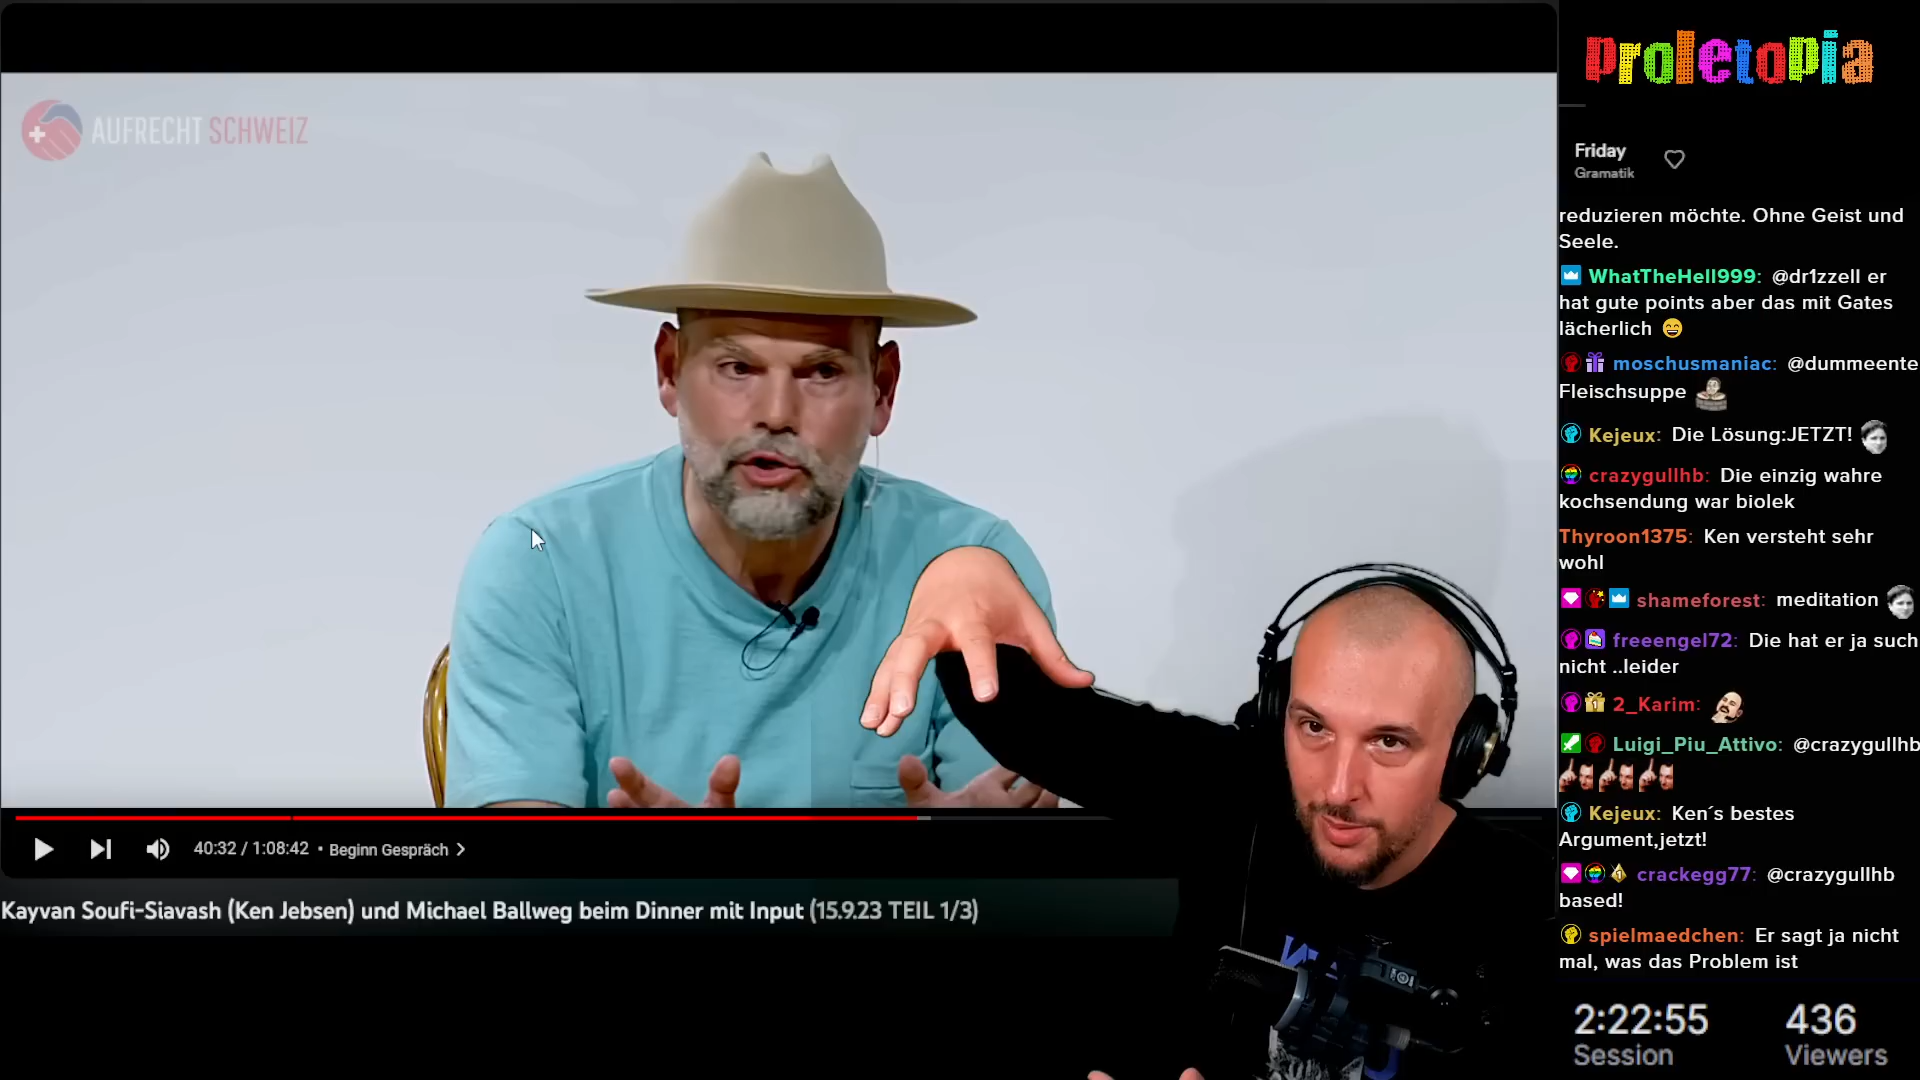 AUFRECHT SCHWEIZ
40:32 / 1:08:42 • Beginn Gespräch >
Kayvan Soufi-Siavash (Ken Jebsen) und Michael Ballweg beim Dinner mit Input (15.9.23 TEIL 1/3)
Proletopia
Friday
Gramatik
reduzieren möchte. Ohne Geist und
Seele.
WhatTheHell999: @dr1zzell er
hat gute points aber das mit Gates
lächerlich 😄
moschusmaniac: @dummeente
Fleischsuppe
Kejeux: Die Lösung:JETZT!
crazygullhb: Die einzig wahre
kochsendung war biolek
Thyroon1375: Ken versteht sehr
wohl
shameforest: meditation
freeengel72: Die hat er ja such
nicht ..leider
2_Karim:
Luigi_Piu_Attivo: @crazygullhb
Kejeux: Ken´s bestes
Argument,jetzt!
crackegg77: @crazygullhb
based!
spielmaedchen: Er sagt ja nicht
mal, was das Problem ist
2:22:55
Session
436
Viewers